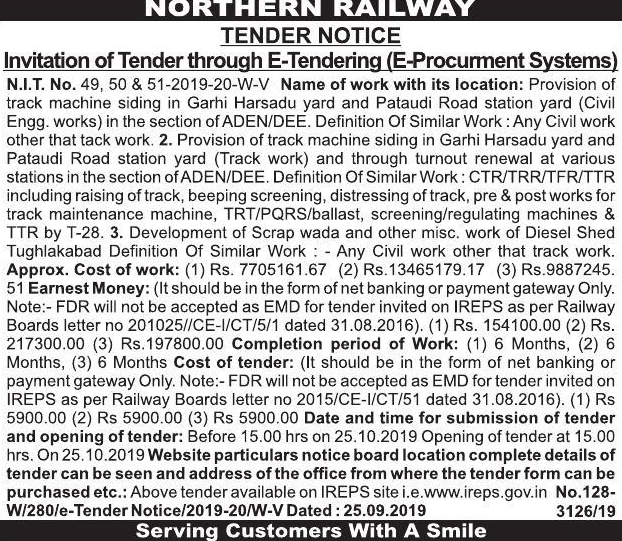 NORTHERN RAILWAY
TENDER NOTICE
Invitation of Tender through E-Tendering (E-Procurment Systems)
N.I.T. No. 49, 50 & 51-2019-20-W-V Name of work with its location: Provision of
track machine siding in Garhi Harsadu yard and Pataudi Road station yard (Civil
Engg. works) in the section of ADEN/DEE. Definition Of Similar Work : Any Civil work
other that tack work. 2. Provision of track machine siding in Garhi Harsadu yard and
Pataudi Road station yard (Track work) and through turnout renewal at various
stations in the section of ADEN/DEE. Definition Of Similar Work : CTR/TRR/TFR/TTR
including raising of track, beeping screening, distressing of track, pre & post works for
track maintenance machine, TRT/PQRS/ballast, screening/regulating machines &
TTR by T-28. 3. Development of Scrap wada and other misc. work of Diesel Shed
Tughlakabad Definition Of Similar Work : - Any Civil work other that track work.
Approx. Cost of work: (1) Rs. 7705161.67 (2) Rs.13465179.17 (3) Rs.9887245.
51 Earnest Money: (It should be in the form of net banking or payment gateway Only.
Note:- FDR will not be accepted as EMD for tender invited on IREPS as per Railway
Boards letter no 201025//CE-I/CT/5/1 dated 31.08.2016). (1) Rs. 154100.00 (2) Rs.
217300.00 (3) Rs.197800.00 Completion period of Work: (1) 6 Months, (2) 6
Months, (3) 6 Months Cost of tender: (It should be in the form of net banking or
payment gateway Only. Note:- FDR will not be accepted as EMD for tender invited on
IREPS as per Railway Boards letter no 2015/CE-I/CT/51 dated 31.08.2016). (1) Rs
5900.00 (2) Rs 5900.00 (3) Rs 5900.00 Date and time for submission of tender
and opening of tender: Before 15.00 hrs on 25.10.2019 Opening of tender at 15.00
hrs. On 25.10.2019 Website particulars notice board location complete details of
tender can be seen and address of the office from where the tender form can be
purchased etc.: Above tender available on IREPS site i.e.www.ireps.gov.in No.128-
W/280/e-Tender Notice/2019-20/W-V Dated : 25.09.2019 3126/19
Serving Customers With A Smile